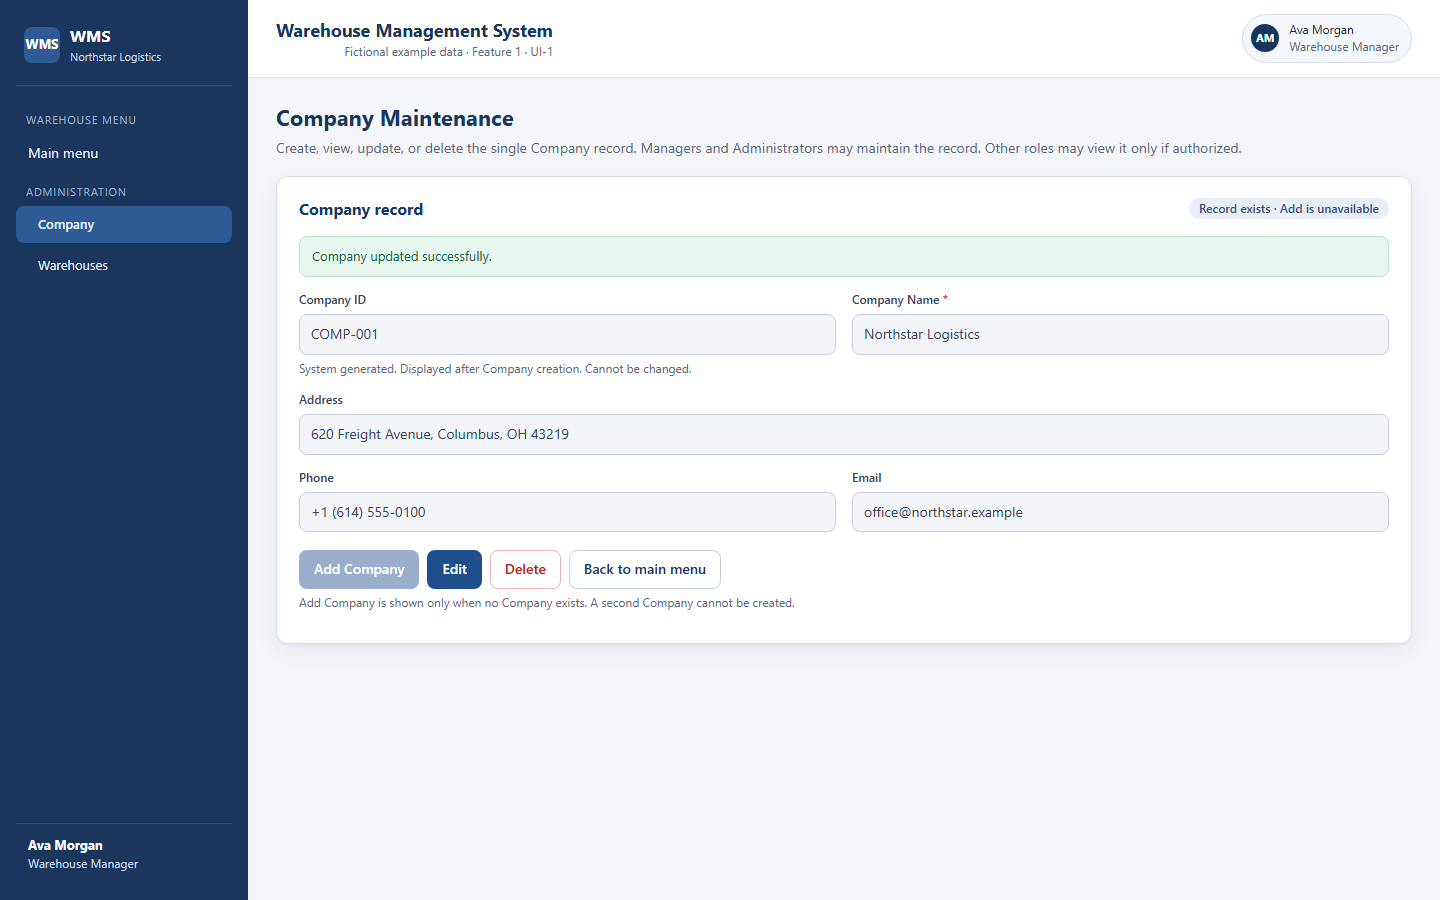 WMS
WMS
Northstar Logistics
WAREHOUSE MENU
Main menu
ADMINISTRATION
Company
Warehouses
Ava Morgan
Warehouse Manager
Warehouse Management System
Fictional example data · Feature 1 · UI-1
AM
Ava Morgan
Warehouse Manager
Company Maintenance
Create, view, update, or delete the single Company record. Managers and Administrators may maintain the record. Other roles may view it only if authorized.
Company record
Record exists · Add is unavailable
Company updated successfully.
Company ID
Company Name *
COMP-001
Northstar Logistics
System generated. Displayed after Company creation. Cannot be changed.
Address
620 Freight Avenue, Columbus, OH 43219
Phone
Email
+1 (614) 555-0100
office@northstar.example
Add Company
Edit
Delete
Back to main menu
Add Company is shown only when no Company exists. A second Company cannot be created.